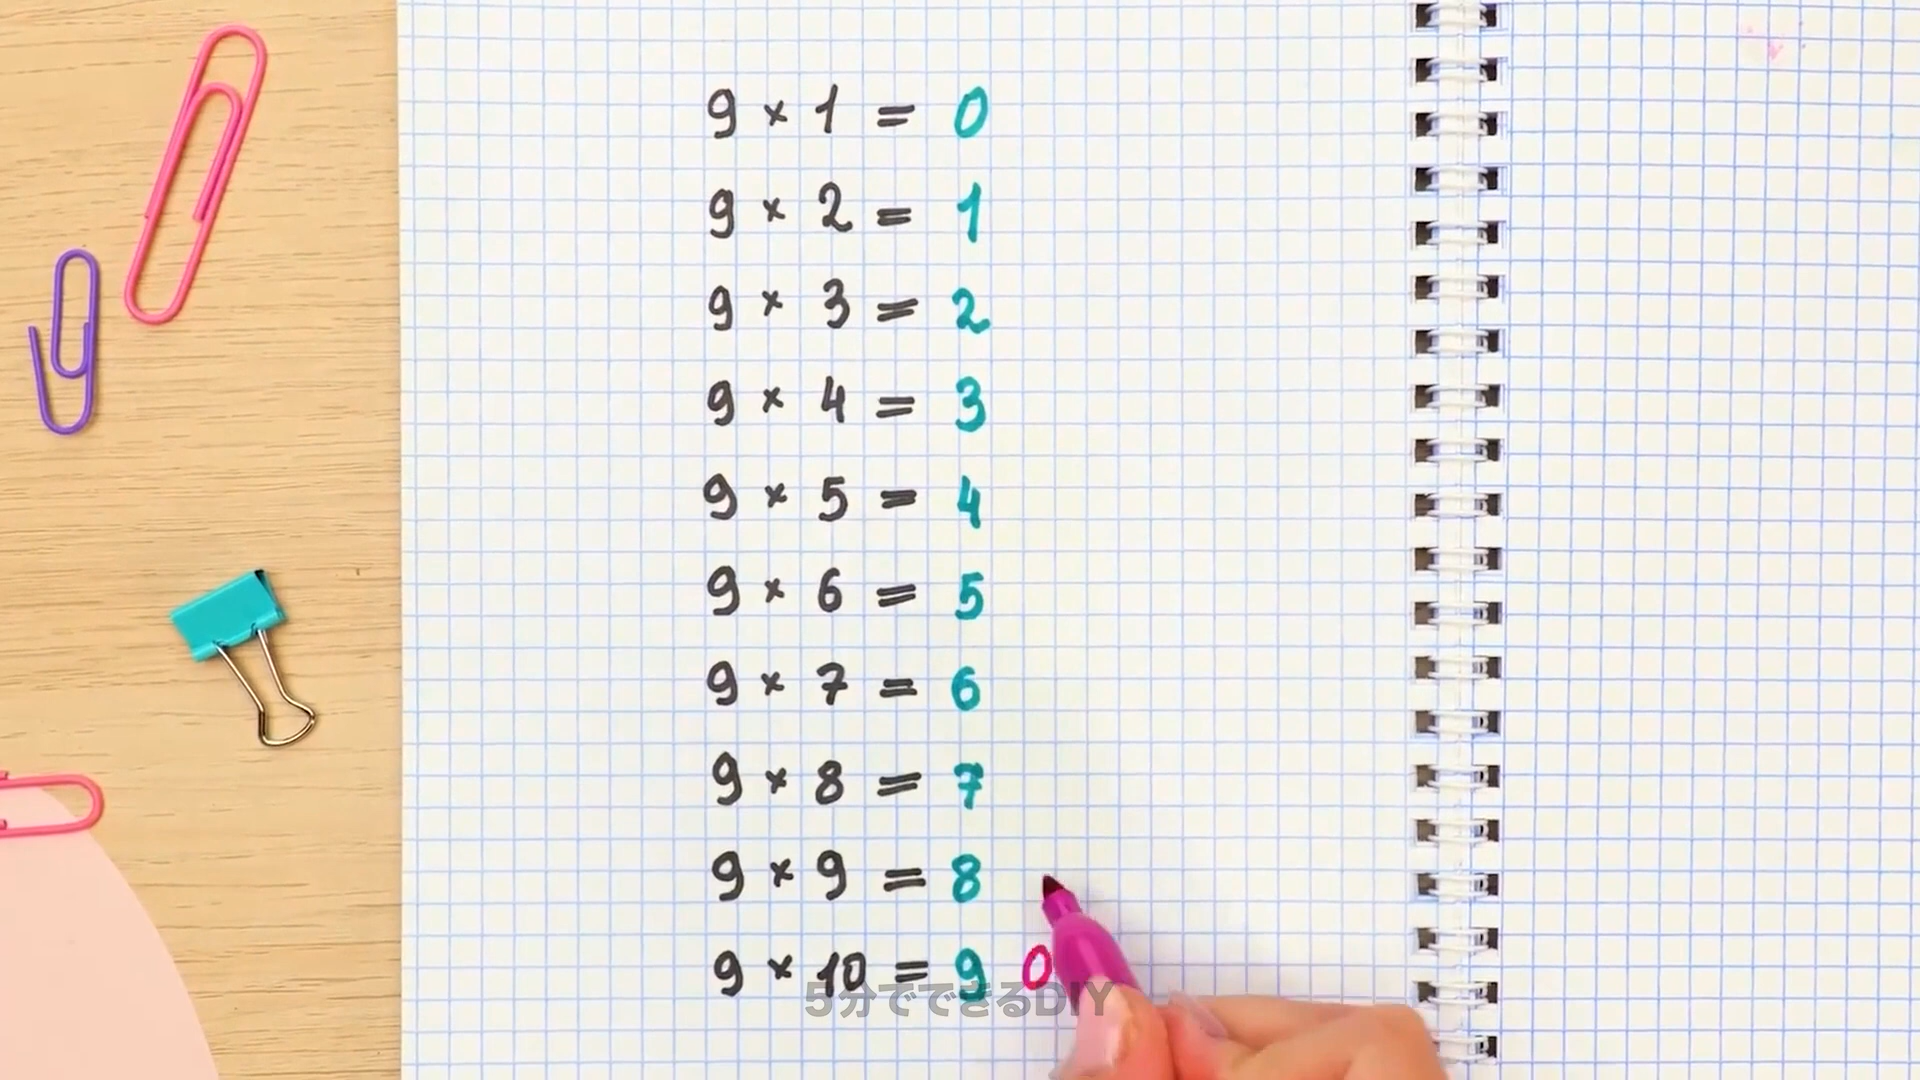 9 × 1 = 0
9 × 2 = 1
9 × 3 = 2
9 × 4 = 3
9 × 5 = 4
9 × 6 = 5
9 × 7 = 6
9 × 8 = 7
9 × 9 = 8
9 × 10 = 9 0
5分でできるDIY